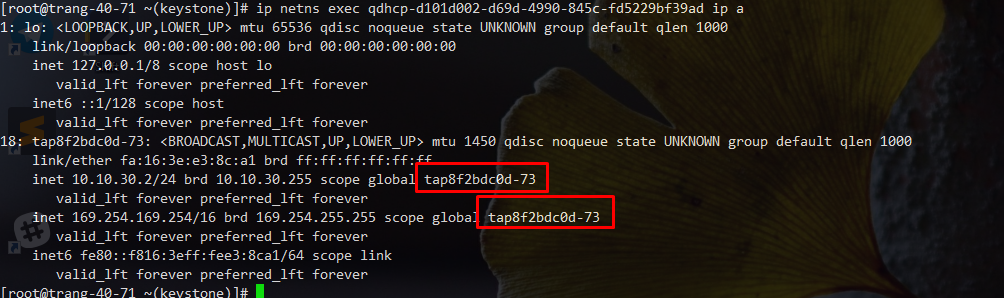 [root@trang-40-71 ~(keystone)]# ip netns exec qdhcp-d101d002-d69d-4990-845c-fd5229bf39ad ip a
1: lo: <LOOPBACK,UP,LOWER_UP> mtu 65536 qdisc noqueue state UNKNOWN group default qlen 1000
    link/loopback 00:00:00:00:00:00 brd 00:00:00:00:00:00
    inet 127.0.0.1/8 scope host lo
       valid_lft forever preferred_lft forever
    inet6 ::1/128 scope host
       valid_lft forever preferred_lft forever
18: tap8f2bdc0d-73: <BROADCAST,MULTICAST,UP,LOWER_UP> mtu 1450 qdisc noqueue state UNKNOWN group default qlen 1000
    link/ether fa:16:3e:e3:8c:a1 brd ff:ff:ff:ff:ff:ff
    inet 10.10.30.2/24 brd 10.10.30.255 scope global tap8f2bdc0d-73
       valid_lft forever preferred_lft forever
    inet 169.254.169.254/16 brd 169.254.255.255 scope global tap8f2bdc0d-73
       valid_lft forever preferred_lft forever
    inet6 fe80::f816:3eff:fee3:8ca1/64 scope link
       valid_lft forever preferred_lft forever
[root@trang-40-71 ~(keystone)]#